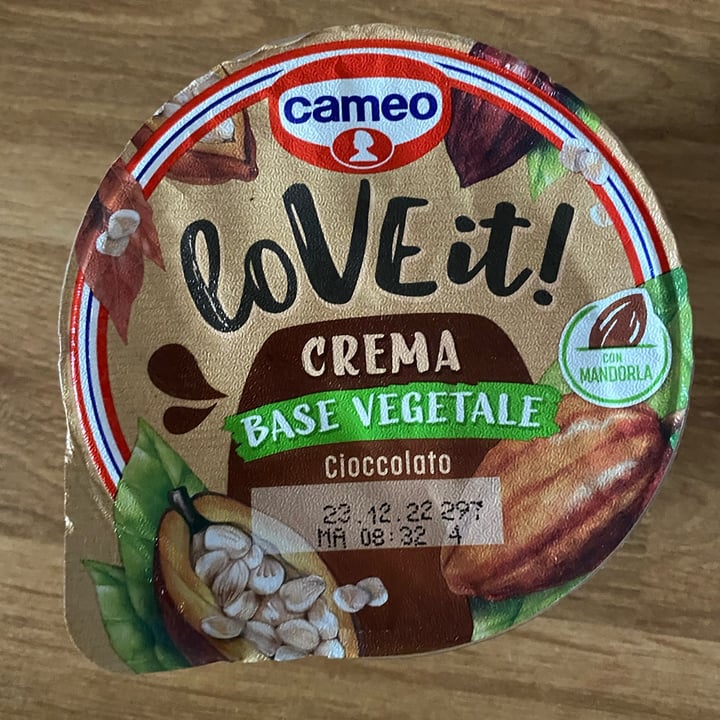 cameo
loVE it!
CREMA
BASE VEGETALE
Cioccolato
CON
MANDORLA
23.12.22 297
MA 08:32 4